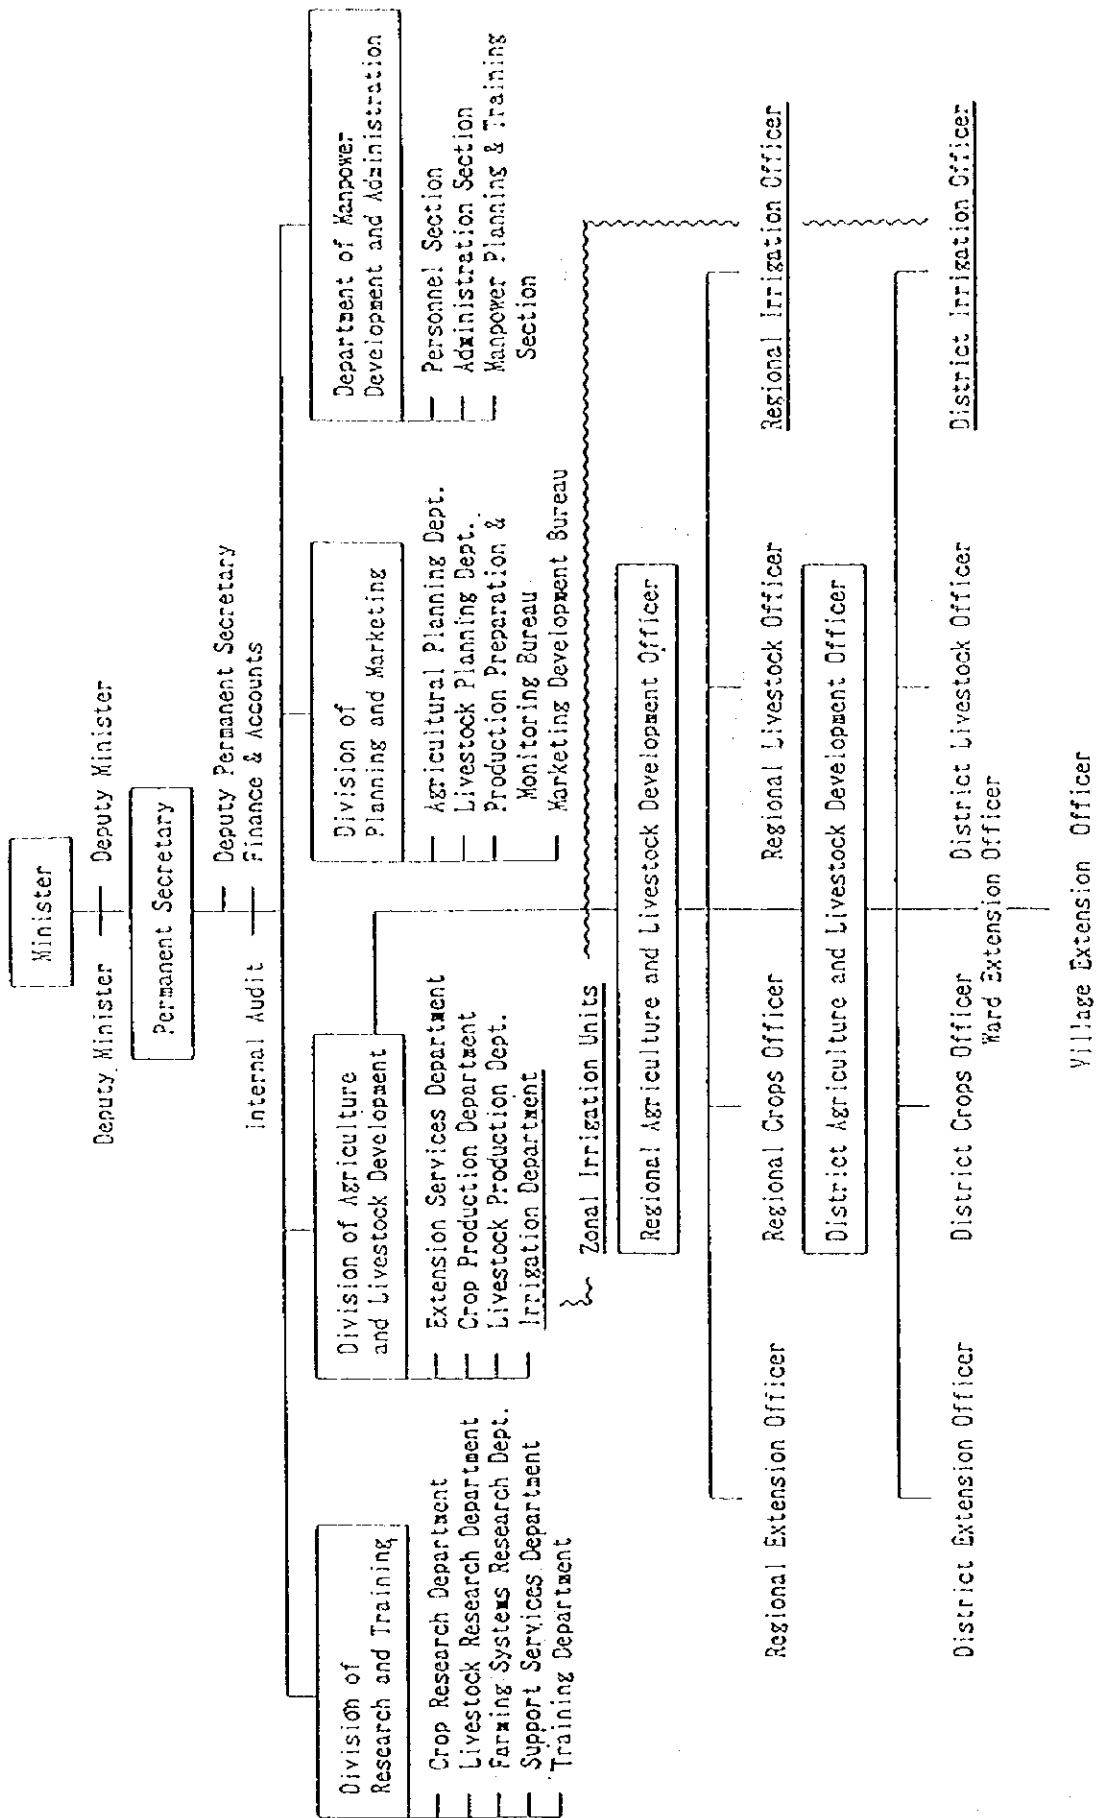 Minister
Deputy Minister
Deputy Minister
Permanent Secretary
Deputy Permanent Secretary
Internal Audit
Finance & Accounts
Division of
Research and Training
Crop Research Department
Livestock Research Department
Farming Systems Research Dept.
Support Services Department
Training Department
Division of Agriculture
and Livestock Development
Extension Services Department
Crop Production Department
Livestock Production Dept.
Irrigation Department
Division of
Planning and Marketing
Agricultural Planning Dept.
Livestock Planning Dept.
Production Preparation &
Monitoring Bureau
Marketing Development Bureau
Department of Manpower
Development and Administration
Personnel Section
Administration Section
Manpower Planning & Training
Section
Zonal Irrigation Units
Regional Agriculture and Livestock Development Officer
Regional Extension Officer
Regional Crops Officer
Regional Livestock Officer
Regional Irrigation Officer
District Agriculture and Livestock Development Officer
District Extension Officer
District Crops Officer
District Livestock Officer
District Irrigation Officer
Ward Extension Officer
Village Extension Officer